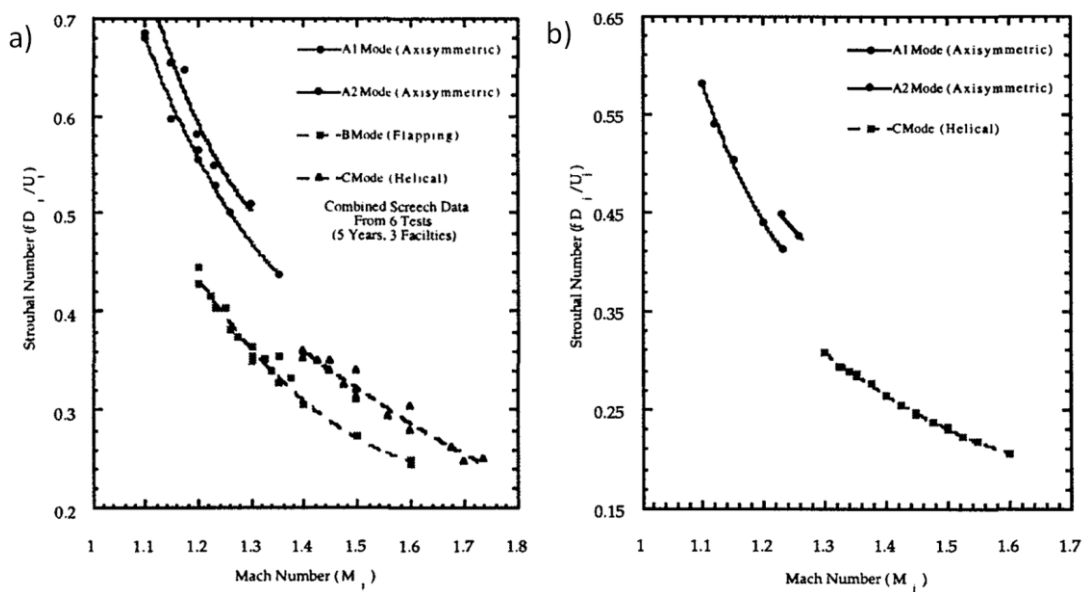 a)
0.7
0.6
0.5
0.4
0.3
0.2
Strouhal Number (f D j /U j)
A1 Mode (Axisymmetric)
A2 Mode (Axisymmetric)
B Mode (Flapping)
C Mode (Helical)
Combined Screech Data
From 6 Tests
(5 Years, 3 Facilties)
1 1.1 1.2 1.3 1.4 1.5 1.6 1.7 1.8
Mach Number (M j)
b)
0.65
0.55
0.45
0.35
0.25
0.15
Strouhal Number (f D j /U j)
A1 Mode (Axisymmetric)
A2 Mode (Axisymmetric)
C Mode (Helical)
1 1.1 1.2 1.3 1.4 1.5 1.6 1.7
Mach Number (M j)